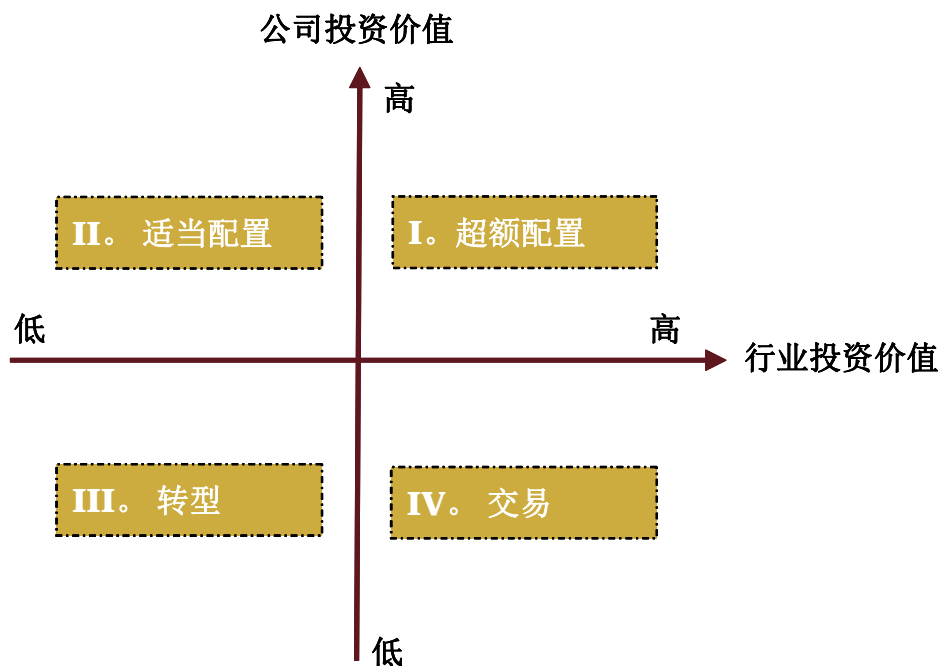 公司投资价值
高
II。 适当配置
I。超额配置
低
高
行业投资价值
III。 转型
IV。 交易
低